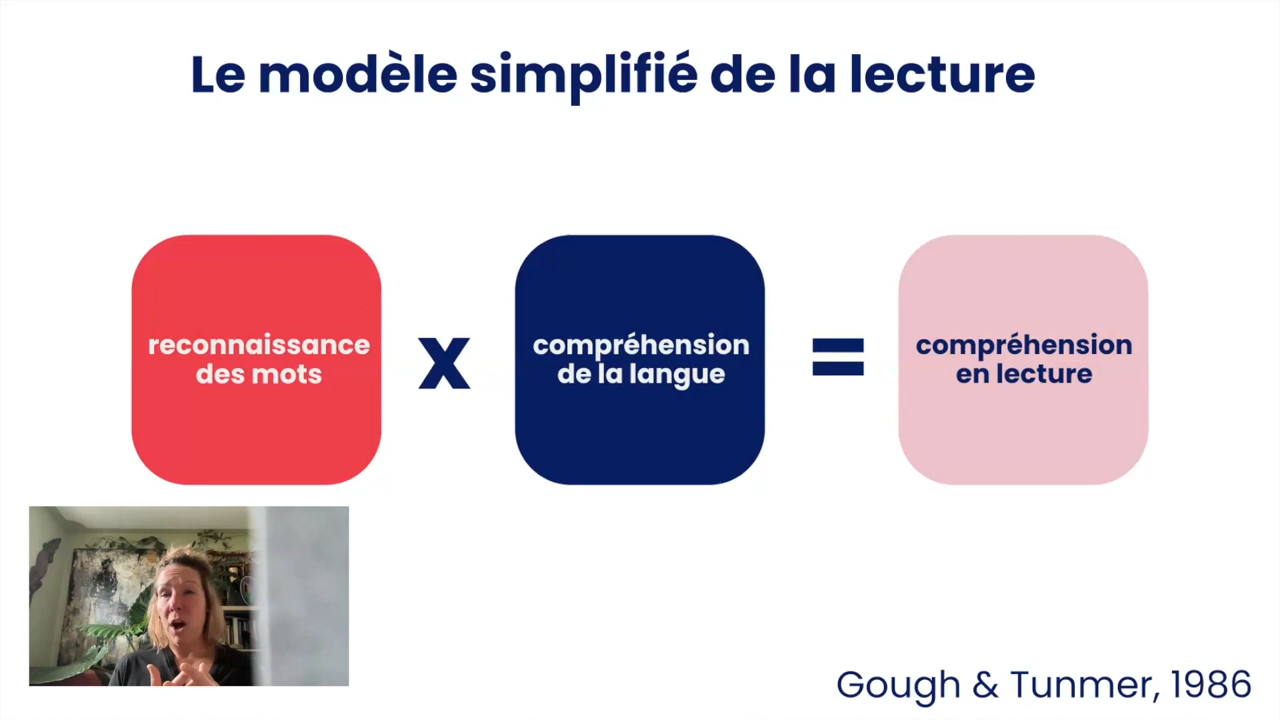 Le modèle simplifié de la lecture
reconnaissance
des mots
x
compréhension
de la langue
=
compréhension
en lecture
Gough & Tunmer, 1986